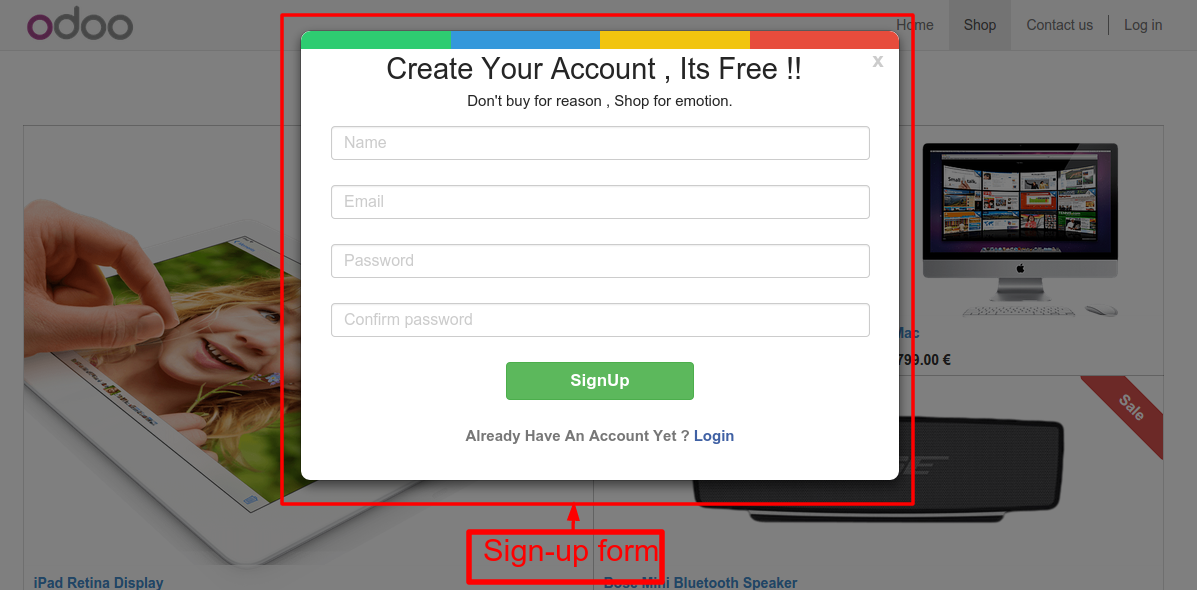 odoo
Home
Shop
Contact us
Log in
x
Create Your Account , Its Free !!
Don't buy for reason , Shop for emotion.
Name
Email
Password
Confirm password
SignUp
Already Have An Account Yet ? Login
Mac
799.00 €
Sale
Sign-up form
iPad Retina Display
Bose Mini Bluetooth Speaker